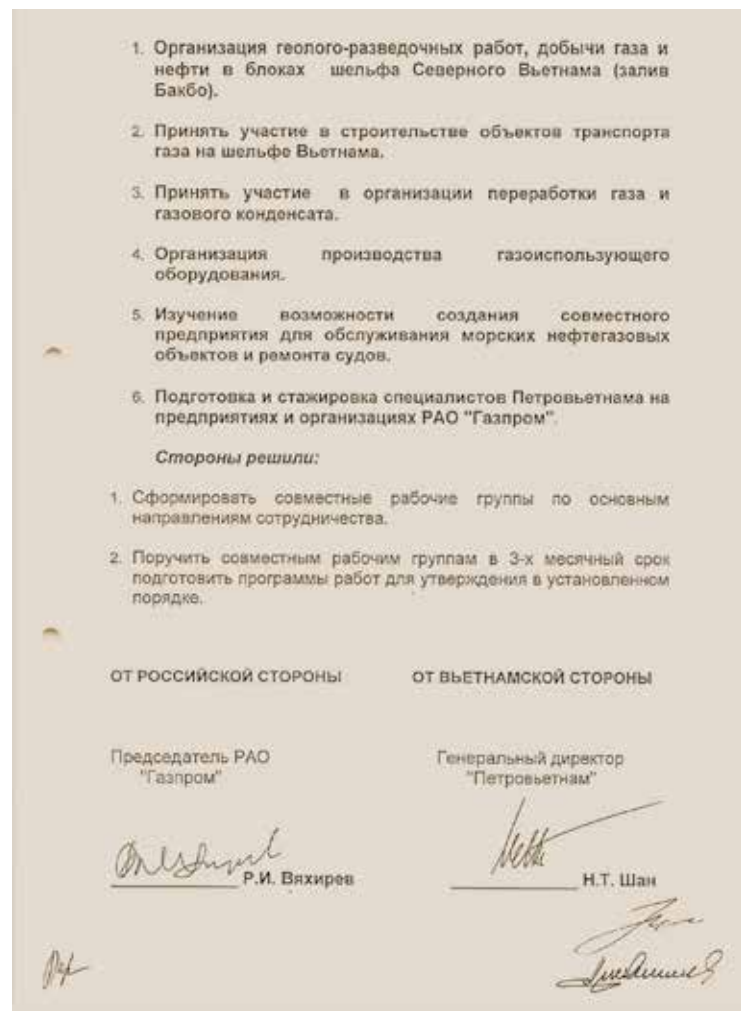 1. Организация геолого-разведочных работ, добычи газа и
нефти в блоках шельфа Северного Вьетнама (залив
Бакбо).
2. Принять участие в строительстве объектов транспорта
газа на шельфе Вьетнама.
3. Принять участие в организации переработки газа и
газового конденсата.
4. Организация производства газоиспользующего
оборудования.
5. Изучение возможности создания совместного
предприятия для обслуживания морских нефтегазовых
объектов и ремонта судов.
6. Подготовка и стажировка специалистов Петровьетнама на
предприятиях и организациях РАО "Газпром".
Стороны решили:
1. Сформировать совместные рабочие группы по основным
направлениям сотрудничества.
2. Поручить совместным рабочим группам в 3-х месячный срок
подготовить программы работ для утверждения в установленном
порядке.
ОТ РОССИЙСКОЙ СТОРОНЫ ОТ ВЬЕТНАМСКОЙ СТОРОНЫ
Председатель РАО Генеральный директор
"Газпром" "Петровьетнам"
Р.И. Вяхирев Н.Т. Шан